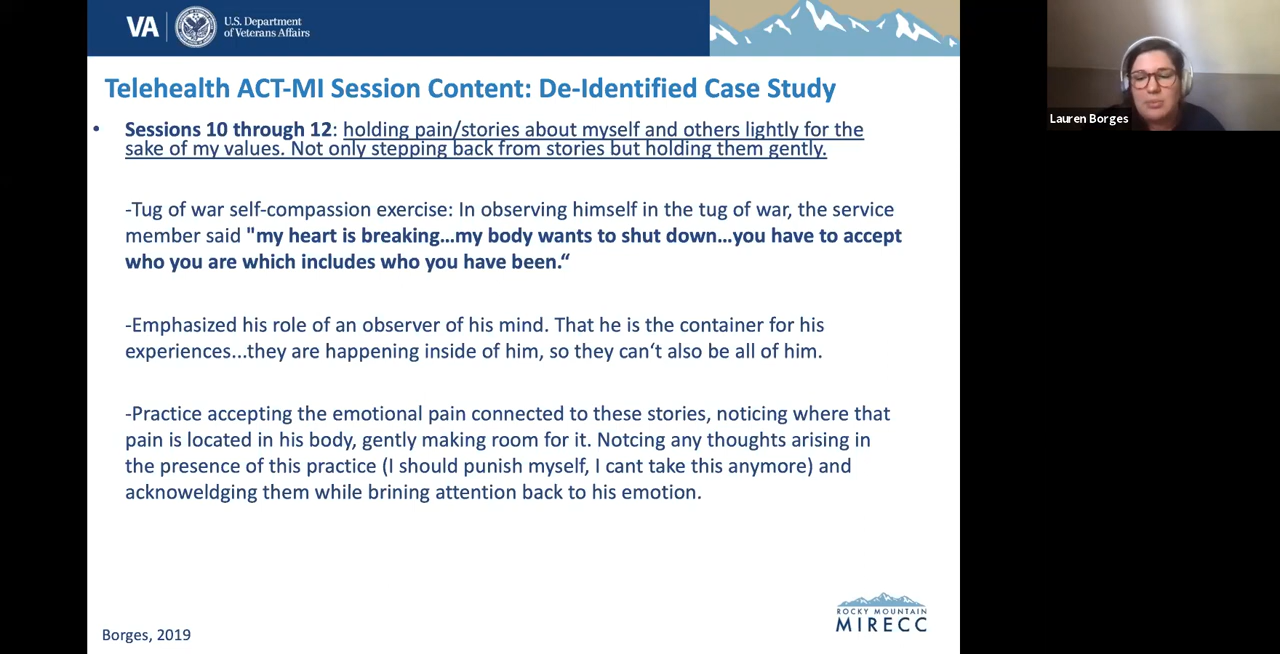 VA
U.S. Department
of Veterans Affairs
Telehealth ACT-MI Session Content: De-Identified Case Study
• Sessions 10 through 12: holding pain/stories about myself and others lightly for the
sake of my values. Not only stepping back from stories but holding them gently.
-Tug of war self-compassion exercise: In observing himself in the tug of war, the service
member said "my heart is breaking...my body wants to shut down...you have to accept
who you are which includes who you have been.“
-Emphasized his role of an observer of his mind. That he is the container for his
experiences...they are happening inside of him, so they can‘t also be all of him.
-Practice accepting the emotional pain connected to these stories, noticing where that
pain is located in his body, gently making room for it. Notcing any thoughts arising in
the presence of this practice (I should punish myself, I cant take this anymore) and
acknoweldging them while brining attention back to his emotion.
Borges, 2019
ROCKY MOUNTAIN
MIRECC
Lauren Borges